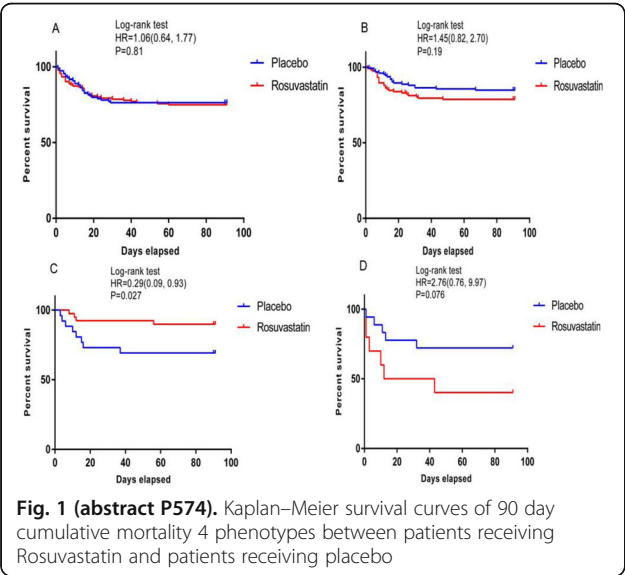 A
Log-rank test
HR=1.06(0.64, 1.77)
P=0.81
Placebo
Rosuvastatin
Percent survival
100
50
0
0 20 40 60 80 100
Days elapsed
B
Log-rank test
HR=1.45(0.82, 2.70)
P=0.19
Placebo
Rosuvastatin
Percent survival
100
50
0
0 20 40 60 80 100
Days elapsed
C
Log-rank test
HR=0.29(0.09, 0.93)
P=0.027
Placebo
Rosuvastatin
Percent survival
100
50
0
0 20 40 60 80 100
Days elapsed
D
Log-rank test
HR=2.76(0.76, 9.97)
P=0.076
Placebo
Rosuvastatin
Percent survival
100
50
0
0 20 40 60 80 100
Days elapsed
Fig. 1 (abstract P574). Kaplan–Meier survival curves of 90 day
cumulative mortality 4 phenotypes between patients receiving
Rosuvastatin and patients receiving placebo